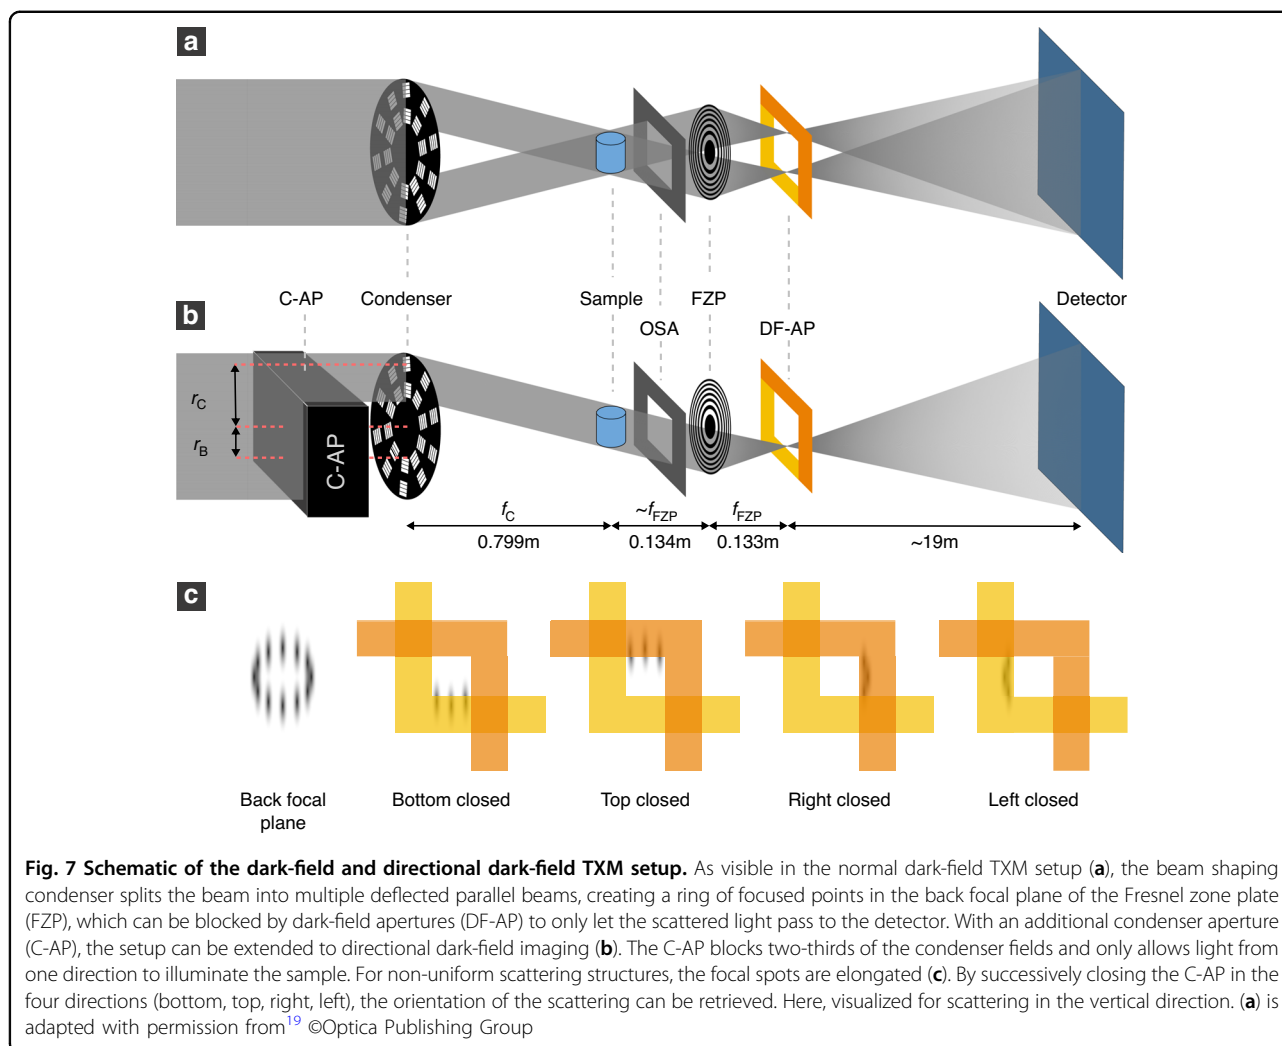 a
C-AP
Condenser
Sample
FZP
Detector
b
OSA
DF-AP
rC
rB
C-AP
fC
~fFZP
fFZP
0.799m
0.134m
0.133m
~19m
c
Back focal
plane
Bottom closed
Top closed
Right closed
Left closed
Fig. 7 Schematic of the dark-field and directional dark-field TXM setup. As visible in the normal dark-field TXM setup (a), the beam shaping
condenser splits the beam into multiple deflected parallel beams, creating a ring of focused points in the back focal plane of the Fresnel zone plate
(FZP), which can be blocked by dark-field apertures (DF-AP) to only let the scattered light pass to the detector. With an additional condenser aperture
(C-AP), the setup can be extended to directional dark-field imaging (b). The C-AP blocks two-thirds of the condenser fields and only allows light from
one direction to illuminate the sample. For non-uniform scattering structures, the focal spots are elongated (c). By successively closing the C-AP in the
four directions (bottom, top, right, left), the orientation of the scattering can be retrieved. Here, visualized for scattering in the vertical direction. (a) is
adapted with permission from19 ©Optica Publishing Group